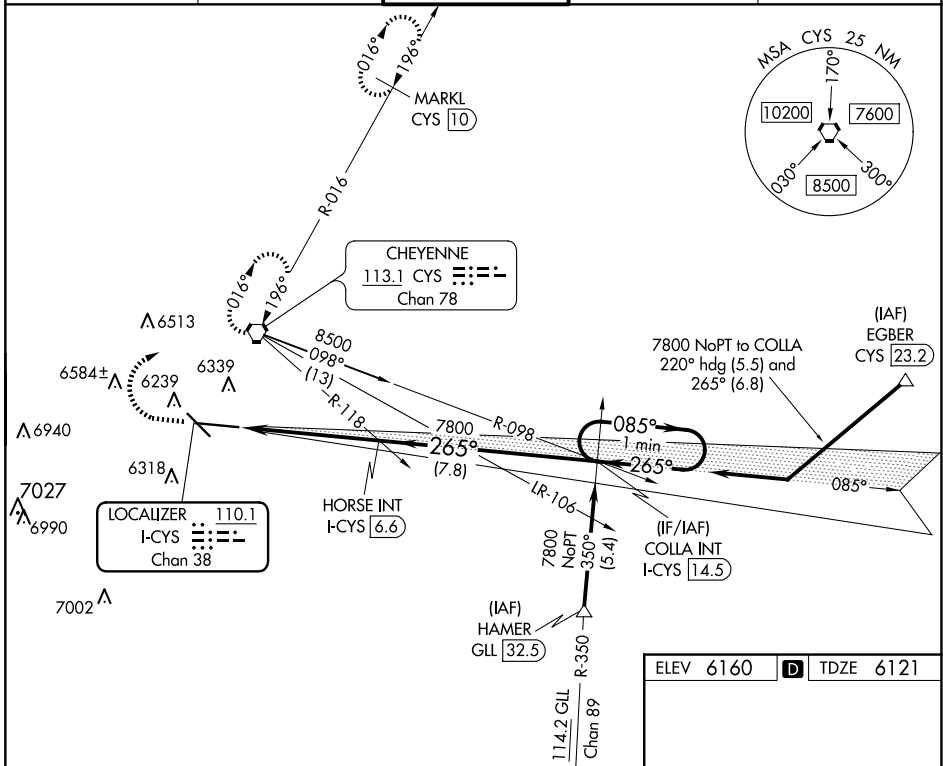 016°
196°
MARKL
CYS 10
MSA CYS 25 NM
170°
10200
7600
030°
300°
8500
R-016
CHEYENNE
113.1 CYS
Chan 78
016°
196°
6513
6584±
6239
6339
8500
098°
(13)
R-118
R-098
7800 NoPT to COLLA
220° hdg (5.5) and
265° (6.8)
(IAF)
EGBER
CYS 23.2
6940
7027
6990
6318
7800
265°
(7.8)
085°
1 min
265°
085°
LR-106
HORSE INT
I-CYS 6.6
LOCALIZER 110.1
I-CYS
Chan 38
7800
NoPT
350°
(5.4)
(IF/IAF)
COLLA INT
I-CYS 14.5
7002
(IAF)
HAMER
GLL 32.5
R-350
114.2 GLL
Chan 89
ELEV 6160 D TDZE 6121